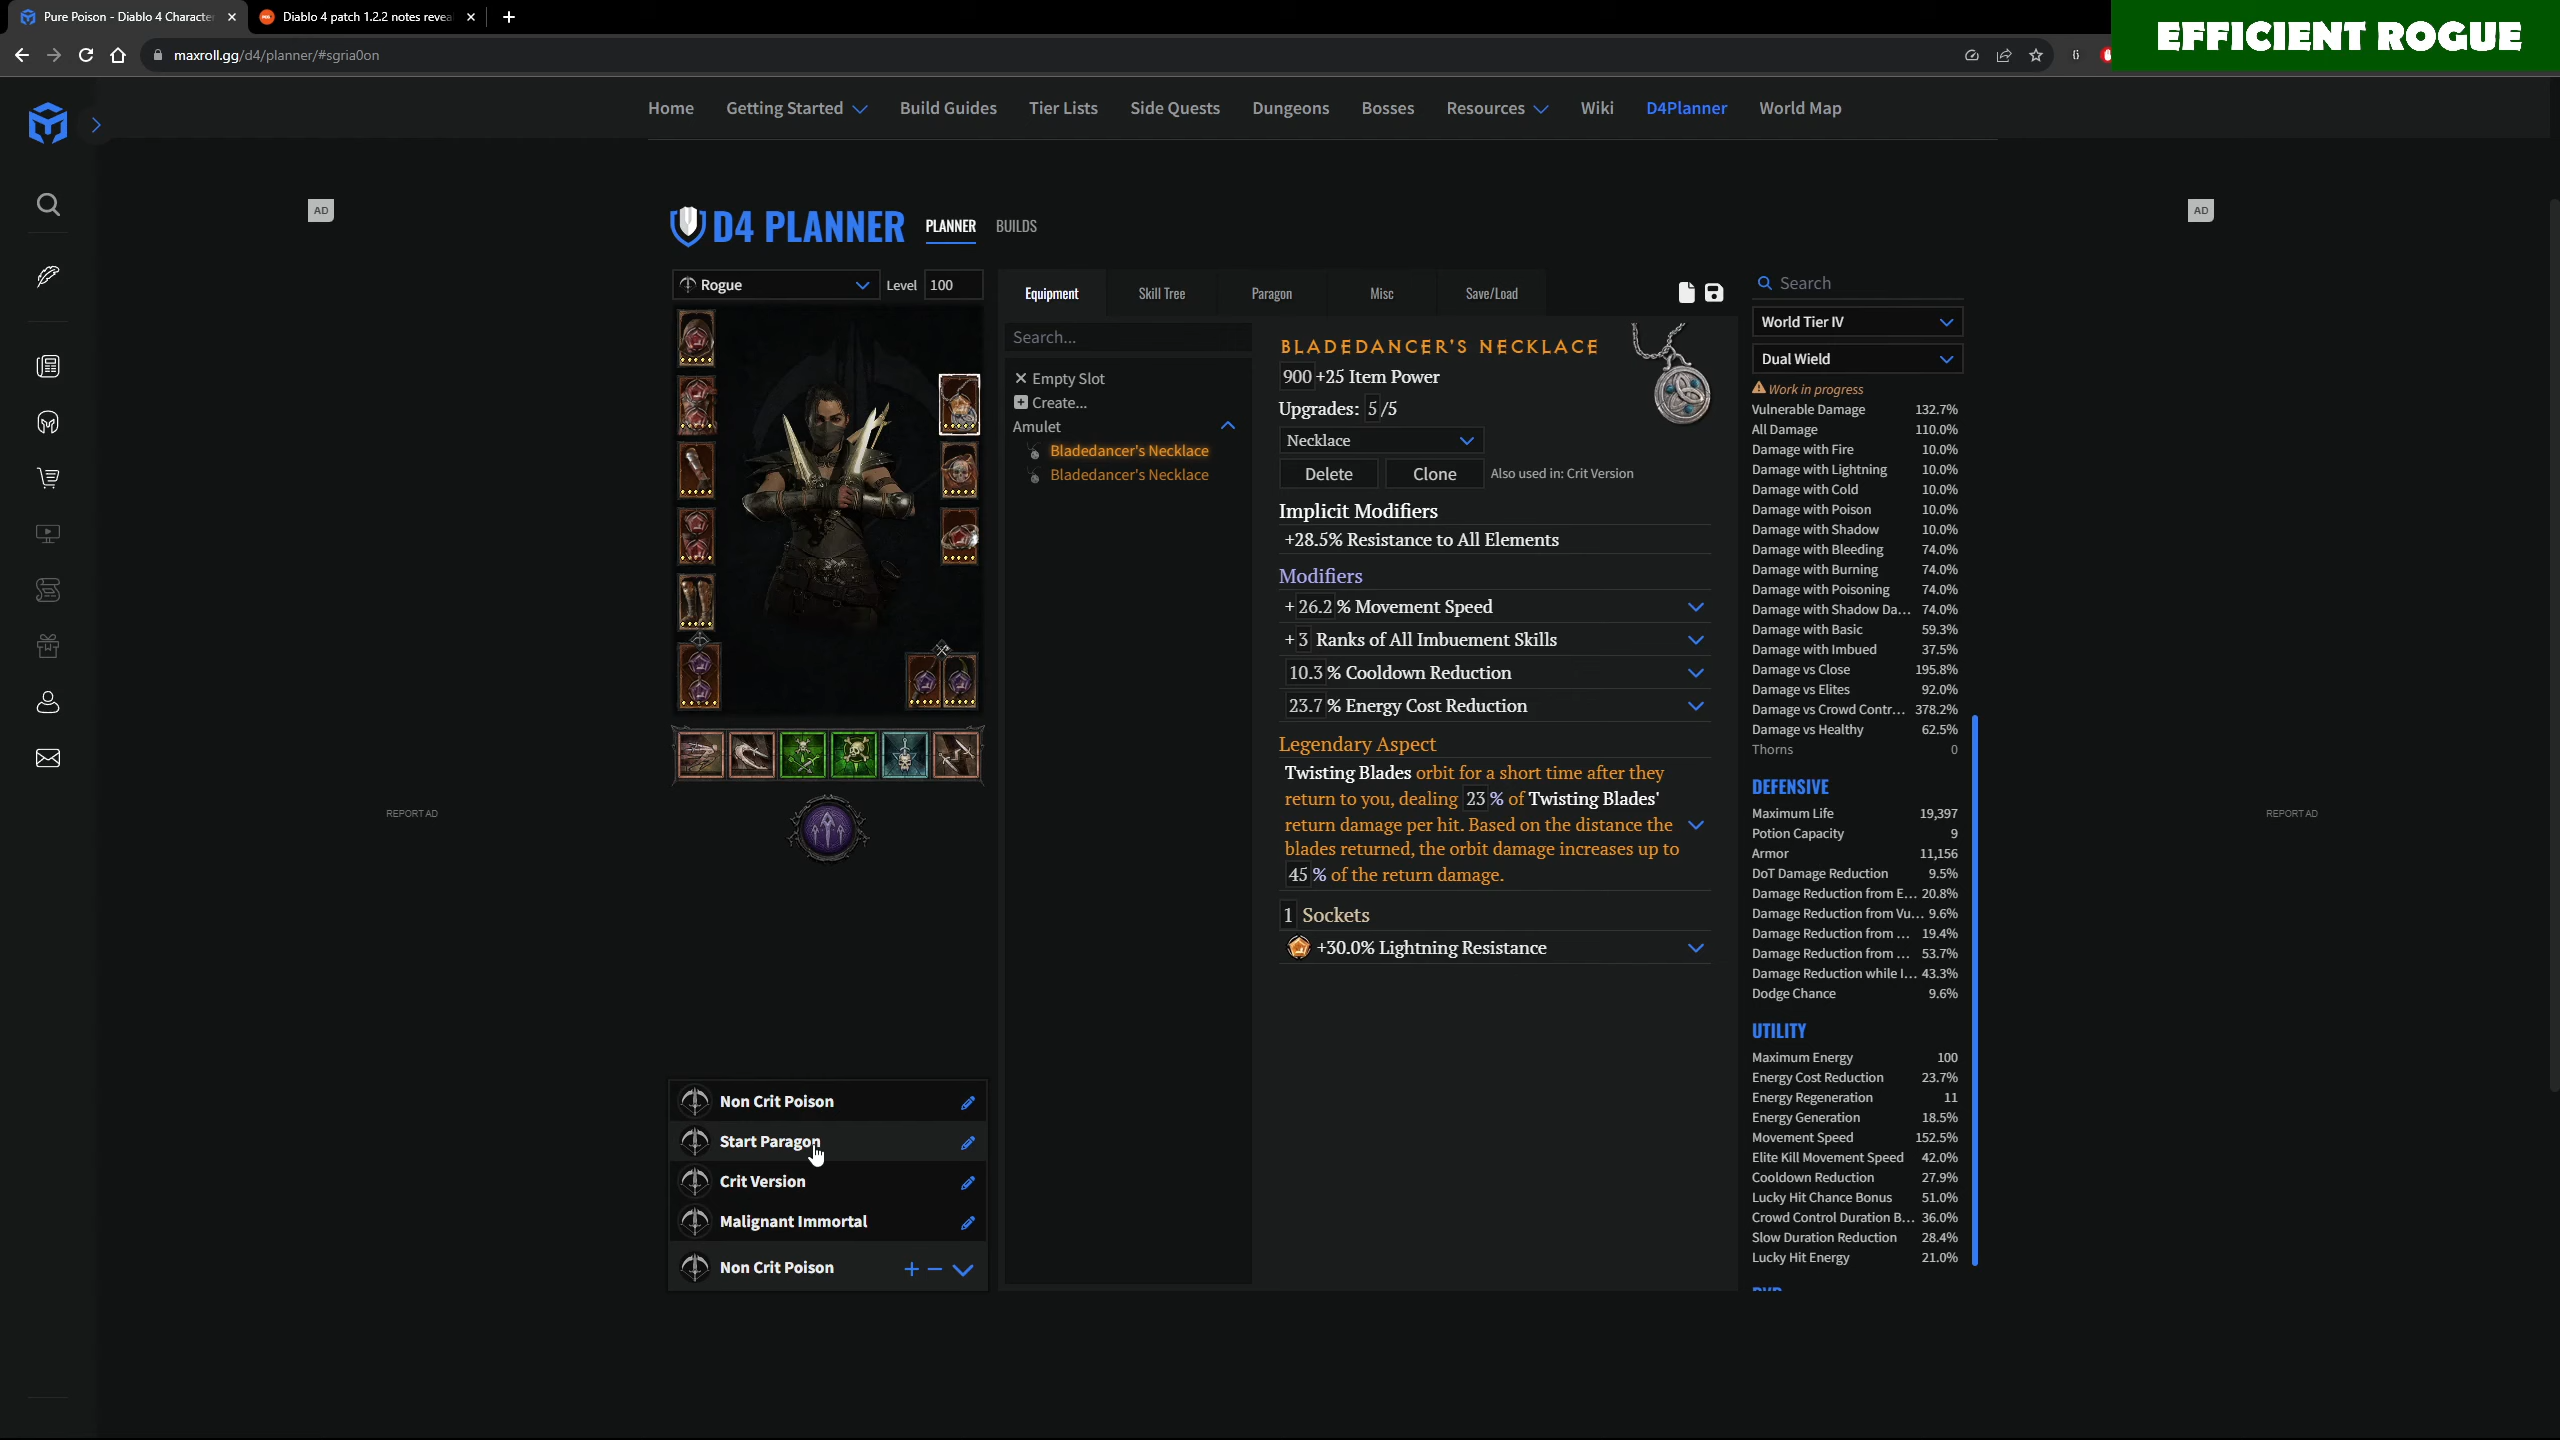 Pure Poison - Diablo 4 Characte
Diablo 4 patch 1.2.2 notes revea
EFFICIENT ROGUE
maxroll.gg/d4/planner/#sgria0on
Home
Getting Started
Build Guides
Tier Lists
Side Quests
Dungeons
Bosses
Resources
Wiki
D4Planner
World Map
AD
AD
D4 PLANNER
PLANNER
BUILDS
Rogue
Level
100
Equipment
Skill Tree
Paragon
Misc
Save/Load
Search...
Empty Slot
Create...
Amulet
Bladedancer's Necklace
Bladedancer's Necklace
BLADEDANCER'S NECKLACE
900 +25 Item Power
Upgrades: 5 /5
Necklace
Delete
Clone
Also used in: Crit Version
Implicit Modifiers
+28.5% Resistance to All Elements
Modifiers
+ 26.2 % Movement Speed
+ 3 Ranks of All Imbuement Skills
10.3 % Cooldown Reduction
23.7 % Energy Cost Reduction
Legendary Aspect
Twisting Blades orbit for a short time after they
return to you, dealing 23 % of Twisting Blades'
return damage per hit. Based on the distance the
blades returned, the orbit damage increases up to
45 % of the return damage.
1 Sockets
+30.0% Lightning Resistance
Search
World Tier IV
Dual Wield
Work in progress
Vulnerable Damage 132.7%
All Damage 110.0%
Damage with Fire 10.0%
Damage with Lightning 10.0%
Damage with Cold 10.0%
Damage with Poison 10.0%
Damage with Shadow 10.0%
Damage with Bleeding 74.0%
Damage with Burning 74.0%
Damage with Poisoning 74.0%
Damage with Shadow Da... 74.0%
Damage with Basic 59.3%
Damage with Imbued 37.5%
Damage vs Close 195.8%
Damage vs Elites 92.0%
Damage vs Crowd Contr... 378.2%
Damage vs Healthy 62.5%
Thorns 0
DEFENSIVE
Maximum Life 19,397
Potion Capacity 9
Armor 11,156
DoT Damage Reduction 9.5%
Damage Reduction from E... 20.8%
Damage Reduction from Vu... 9.6%
Damage Reduction from ... 19.4%
Damage Reduction from ... 53.7%
Damage Reduction while I... 43.3%
Dodge Chance 9.6%
UTILITY
Maximum Energy 100
Energy Cost Reduction 23.7%
Energy Regeneration 11
Energy Generation 18.5%
Movement Speed 152.5%
Elite Kill Movement Speed 42.0%
Cooldown Reduction 27.9%
Lucky Hit Chance Bonus 51.0%
Crowd Control Duration B... 36.0%
Slow Duration Reduction 28.4%
Lucky Hit Energy 21.0%
REPORT AD
REPORT AD
Non Crit Poison
Start Paragon
Crit Version
Malignant Immortal
Non Crit Poison